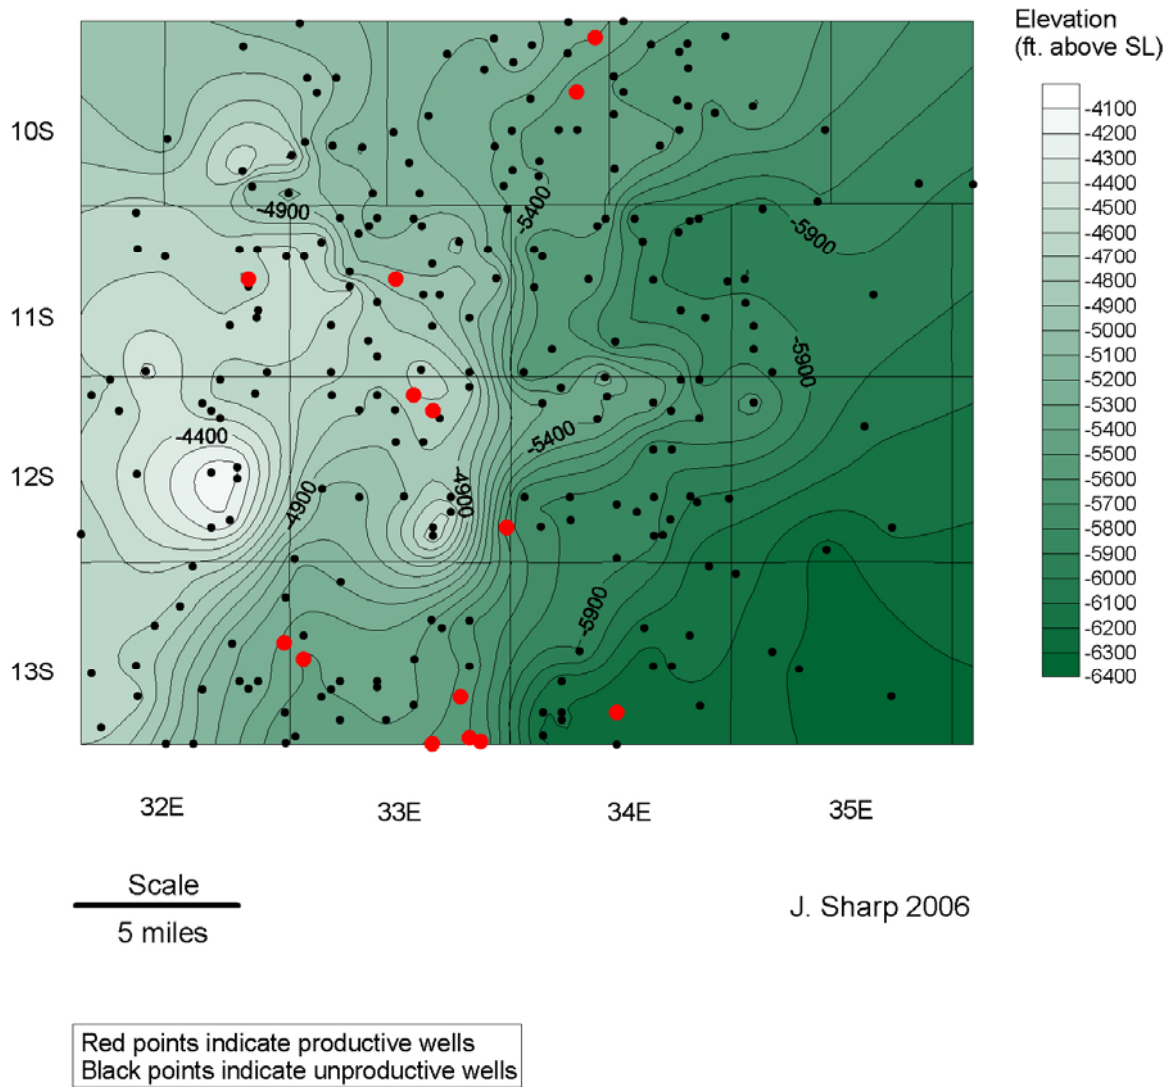 Elevation
(ft. above SL)
-4100
-4200
-4300
-4400
-4500
-4600
-4800
-4900
-5000
-5100
-5200
-5300
-5400
-5600
-5700
-5800
-5900
-6000
-6100
-6200
-6300
-6400
10S
11S
12S
13S
-4900
-5400
-5900
-5900
-4400
-5400
-4900
-4900
-5900
32E
33E
34E
35E
Scale
5 miles
J. Sharp 2006
Red points indicate productive wells
Black points indicate unproductive wells